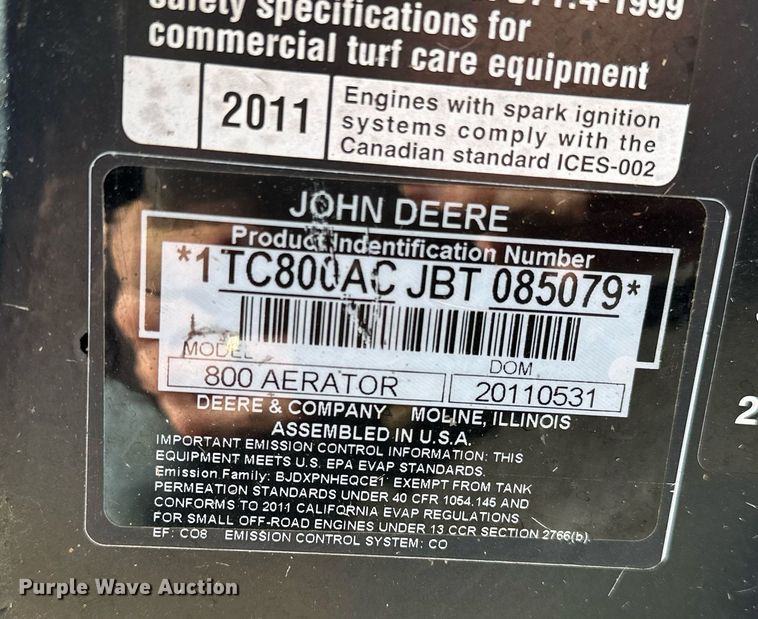 safety specifications for
commercial turf care equipment
2011
Engines with spark ignition
systems comply with the
Canadian standard ICES-002
JOHN DEERE
Product Indentification Number
*1TC800ACJBT085079*
MODEL
DOM
800 AERATOR
20110531
DEERE & COMPANY MOLINE, ILLINOIS
ASSEMBLED IN U.S.A.
IMPORTANT EMISSION CONTROL INFORMATION: THIS
EQUIPMENT MEETS U.S. EPA EVAP STANDARDS.
Emission Family: BJDXPNHEQCE1 EXEMPT FROM TANK
PERMEATION STANDARDS UNDER 40 CFR 1054.145 AND
CONFORMS TO 2011 CALIFORNIA EVAP REGULATIONS
FOR SMALL OFF-ROAD ENGINES UNDER 13 CCR SECTION 2766(b).
EF: CO8 EMISSION CONTROL SYSTEM: CO
2
Purple Wave Auction